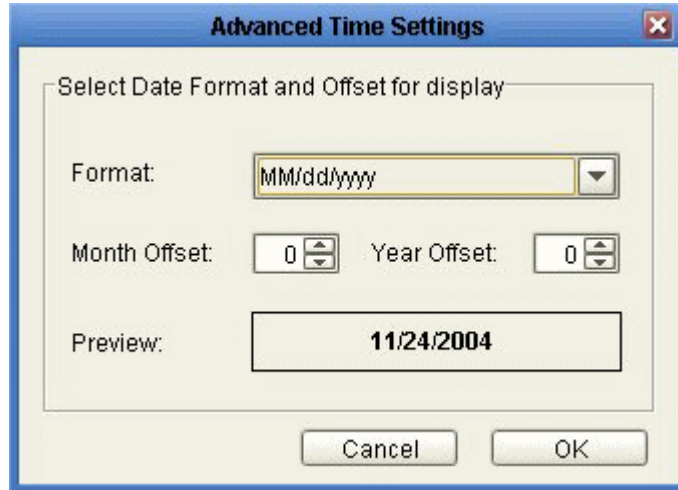 Advanced Time Settings
Select Date Format and Offset for display
Format: MM/dd/yyyy
Month Offset: 0 Year Offset: 0
Preview: 11/24/2004
Cancel OK